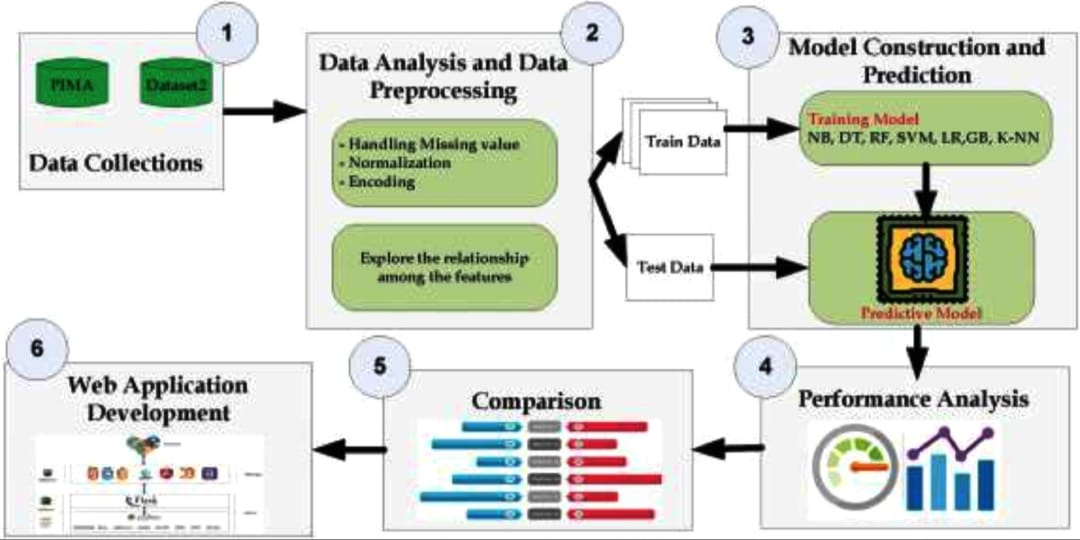 1
PIMA
Dataset2
Data Collections
2
Data Analysis and Data
Preprocessing
- Handling Missing value
- Normalization
- Encoding
Explore the relationship
among the features
Train Data
Test Data
3
Model Construction and
Prediction
Training Model
NB, DT, RF, SVM, LR,GB, K-NN
Predictive Model
4
Performance Analysis
5
Comparison
6
Web Application
Development
Flask